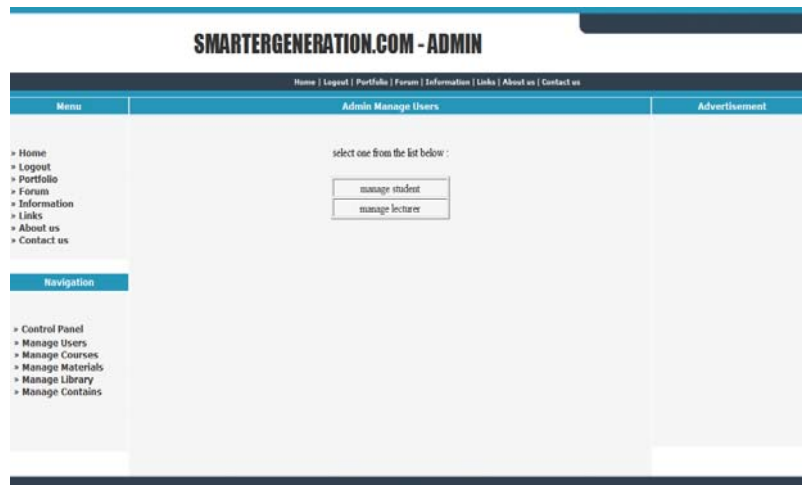 SMARTERGENERATION.COM - ADMIN
Home | Logout | Portfolio | Forum | Information | Links | About us | Contact us
Menu
» Home
» Logout
» Portfolio
» Forum
» Information
» Links
» About us
» Contact us
Navigation
» Control Panel
» Manage Users
» Manage Courses
» Manage Materials
» Manage Library
» Manage Contains
Admin Manage Users
select one from the list below :
manage student
manage lecturer
Advertisement